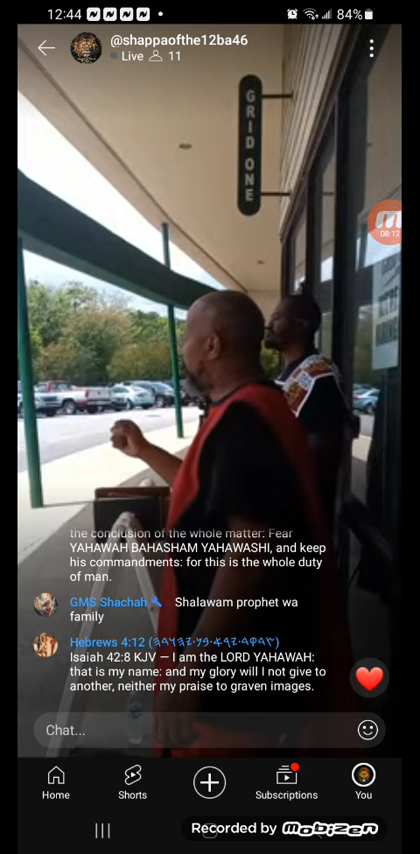 12:44
84%
@shappaofthe12ba46
Live 11
GRID ONE
08:12
the conclusion of the whole matter: Fear
YAHAWAH BAHASHAM YAHAWASHI, and keep
his commandments: for this is the whole duty
of man.
GMS Shachah Shalawam prophet wa
family
Hebrews 4:12
Isaiah 42:8 KJV — I am the LORD YAHAWAH:
that is my name: and my glory will I not give to
another, neither my praise to graven images.
Chat...
Home Shorts Subscriptions You
Recorded by mobizen